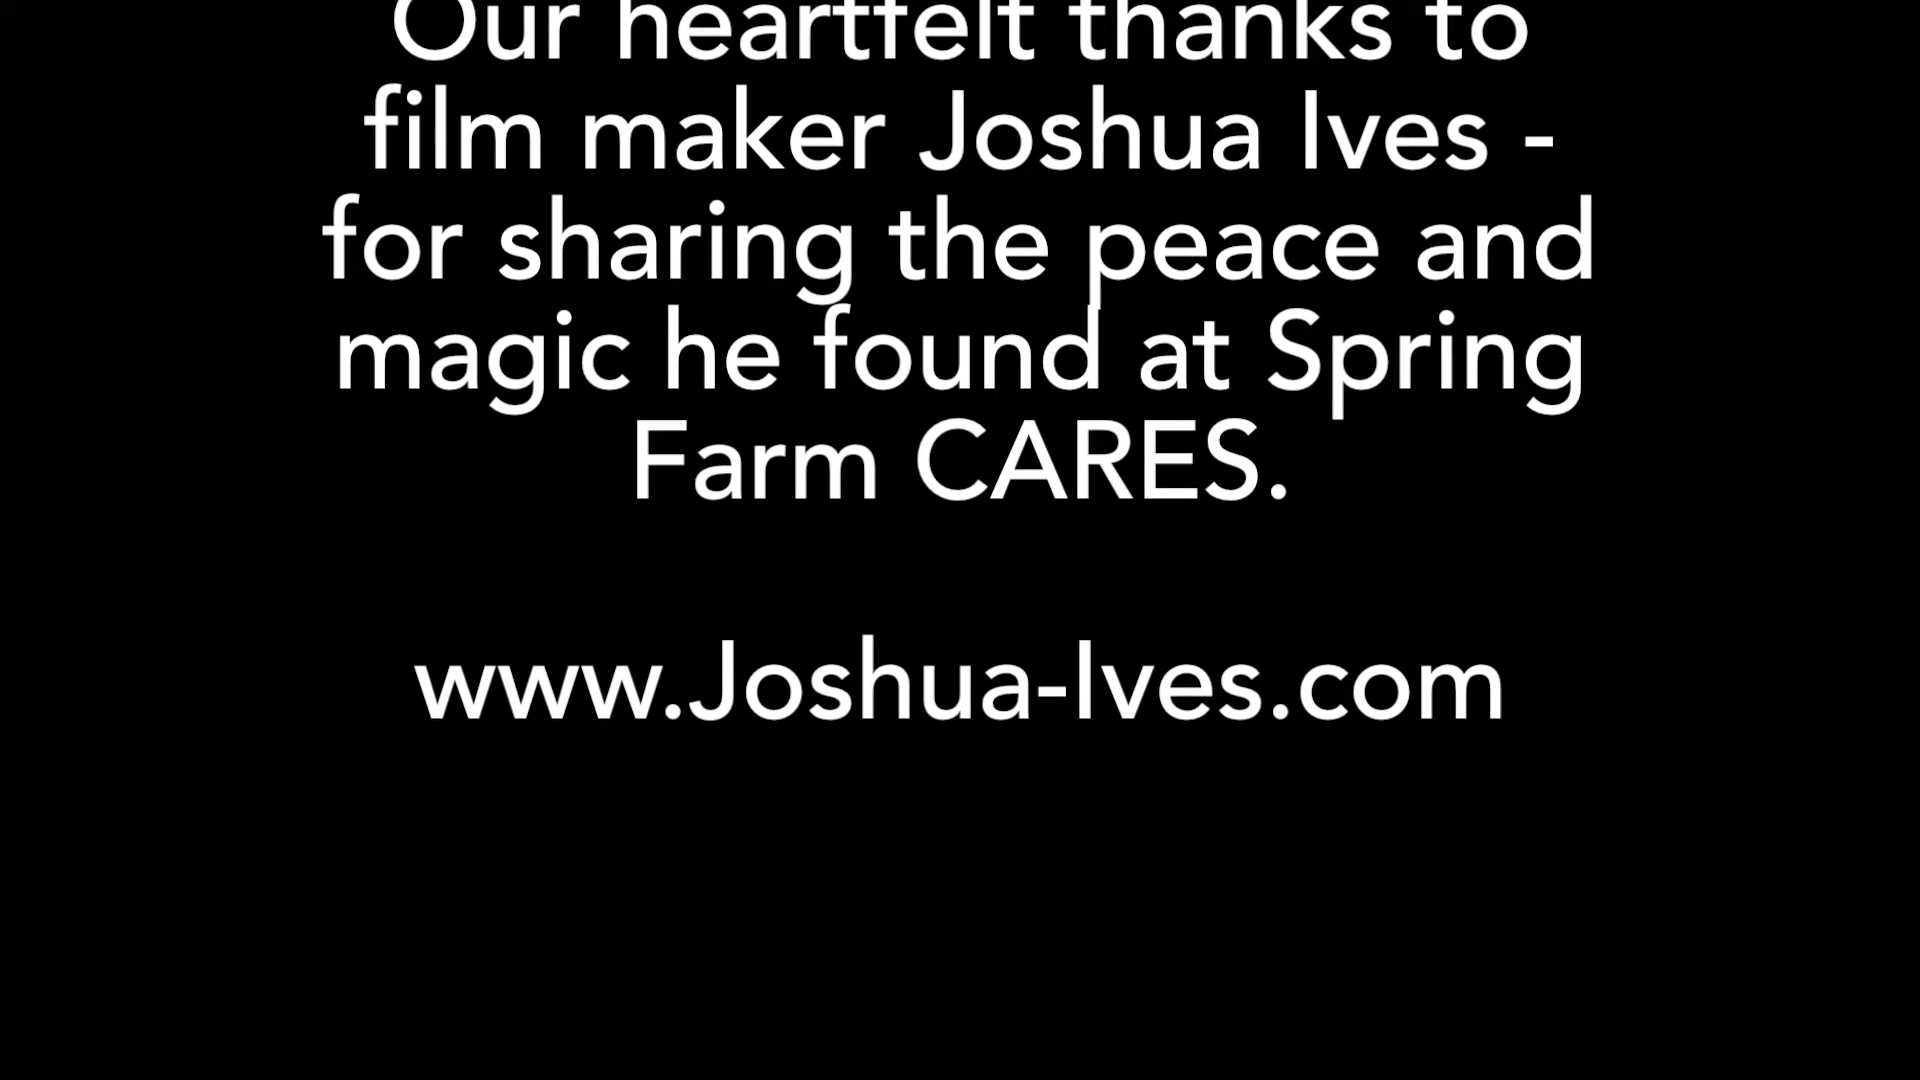 Our heartfelt thanks to
film maker Joshua Ives -
for sharing the peace and
magic he found at Spring
Farm CARES.
www.Joshua-Ives.com